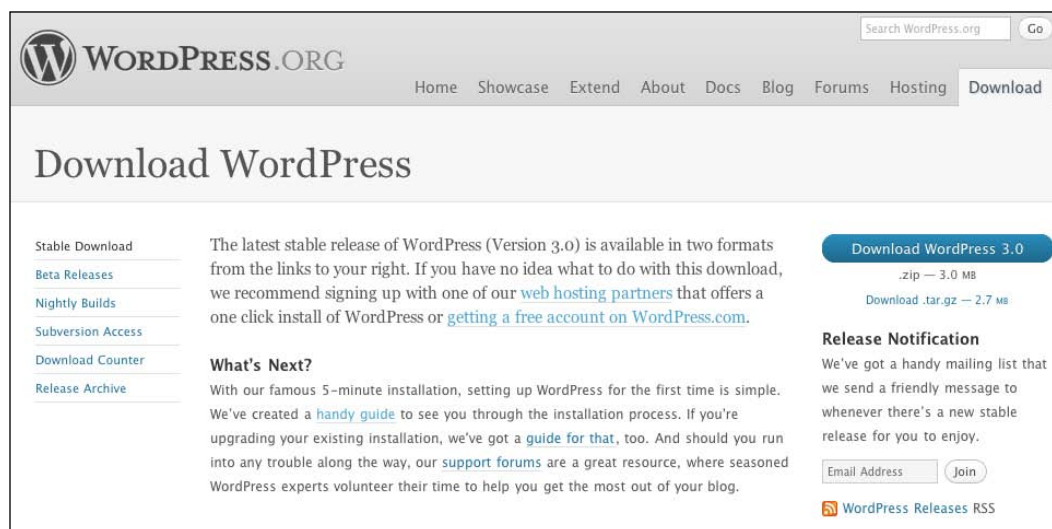 WORDPRESS.ORG
Search WordPress.org
Go
Home Showcase Extend About Docs Blog Forums Hosting Download
Download WordPress
Stable Download
Beta Releases
Nightly Builds
Subversion Access
Download Counter
Release Archive
The latest stable release of WordPress (Version 3.0) is available in two formats
from the links to your right. If you have no idea what to do with this download,
we recommend signing up with one of our web hosting partners that offers a
one click install of WordPress or getting a free account on WordPress.com.
What's Next?
With our famous 5-minute installation, setting up WordPress for the first time is simple.
We've created a handy guide to see you through the installation process. If you're
upgrading your existing installation, we've got a guide for that, too. And should you run
into any trouble along the way, our support forums are a great resource, where seasoned
WordPress experts volunteer their time to help you get the most out of your blog.
Download WordPress 3.0
.zip — 3.0 MB
Download .tar.gz — 2.7 MB
Release Notification
We've got a handy mailing list that
we send a friendly message to
whenever there's a new stable
release for you to enjoy.
Email Address
Join
WordPress Releases RSS